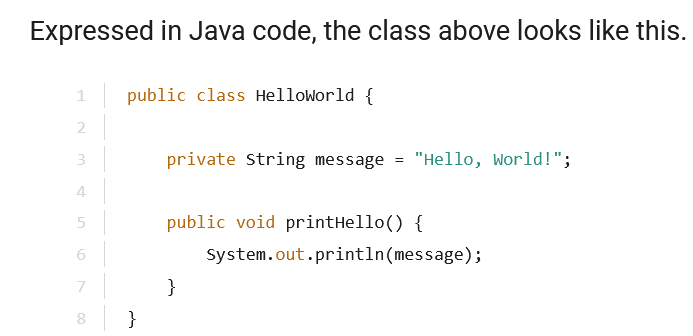 Expressed in Java code, the class above looks like this.
1 public class HelloWorld {
2
3 private String message = "Hello, World!";
4
5 public void printHello() {
6 System.out.println(message);
7 }
8 }